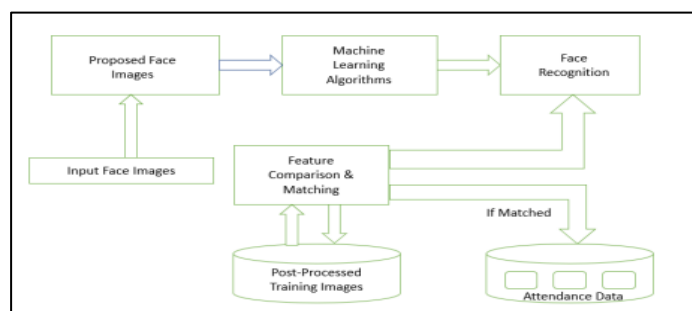 Proposed Face
Images
Machine
Learning
Algorithms
Face
Recognition
Input Face Images
Feature
Comparison &
Matching
If Matched
Post-Processed
Training Images
Attendance Data